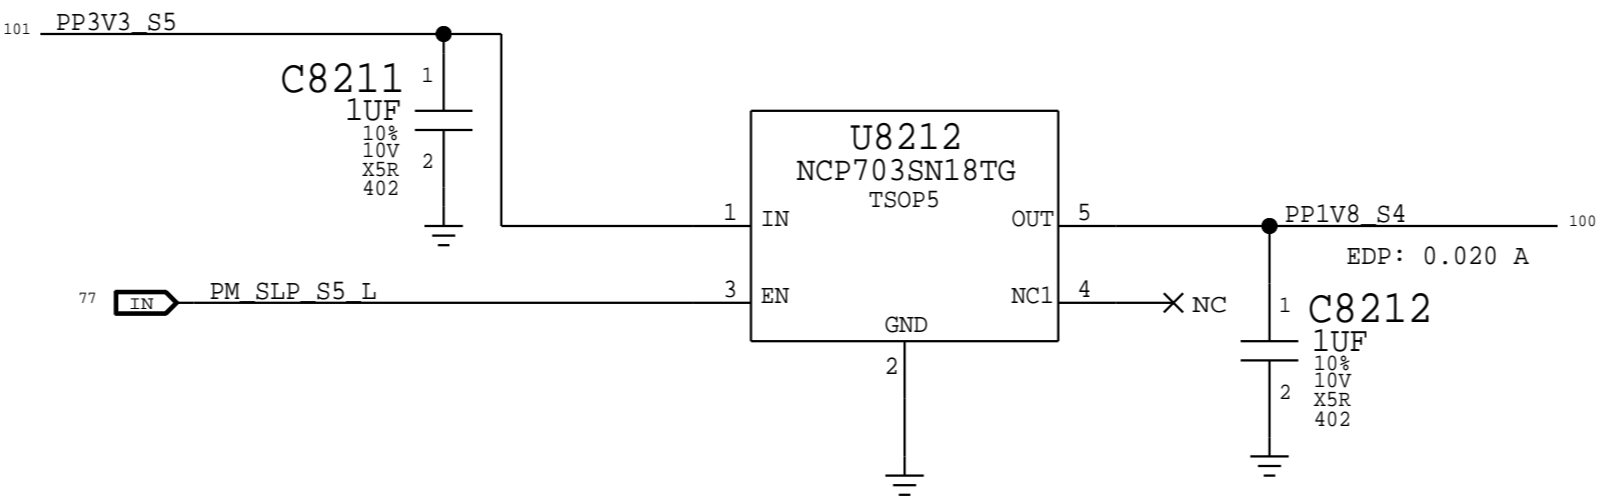 101 PP3V3_S5
C8211
1
1UF
10%
10V
X5R
402
2
U8212
NCP703SN18TG
TSOP5
1 IN
OUT 5
PP1V8_S4 100
EDP: 0.020 A
77 IN PM_SLP_S5_L
3 EN
NC1 4
NC
GND
2
1
C8212
1UF
10%
10V
X5R
402
2